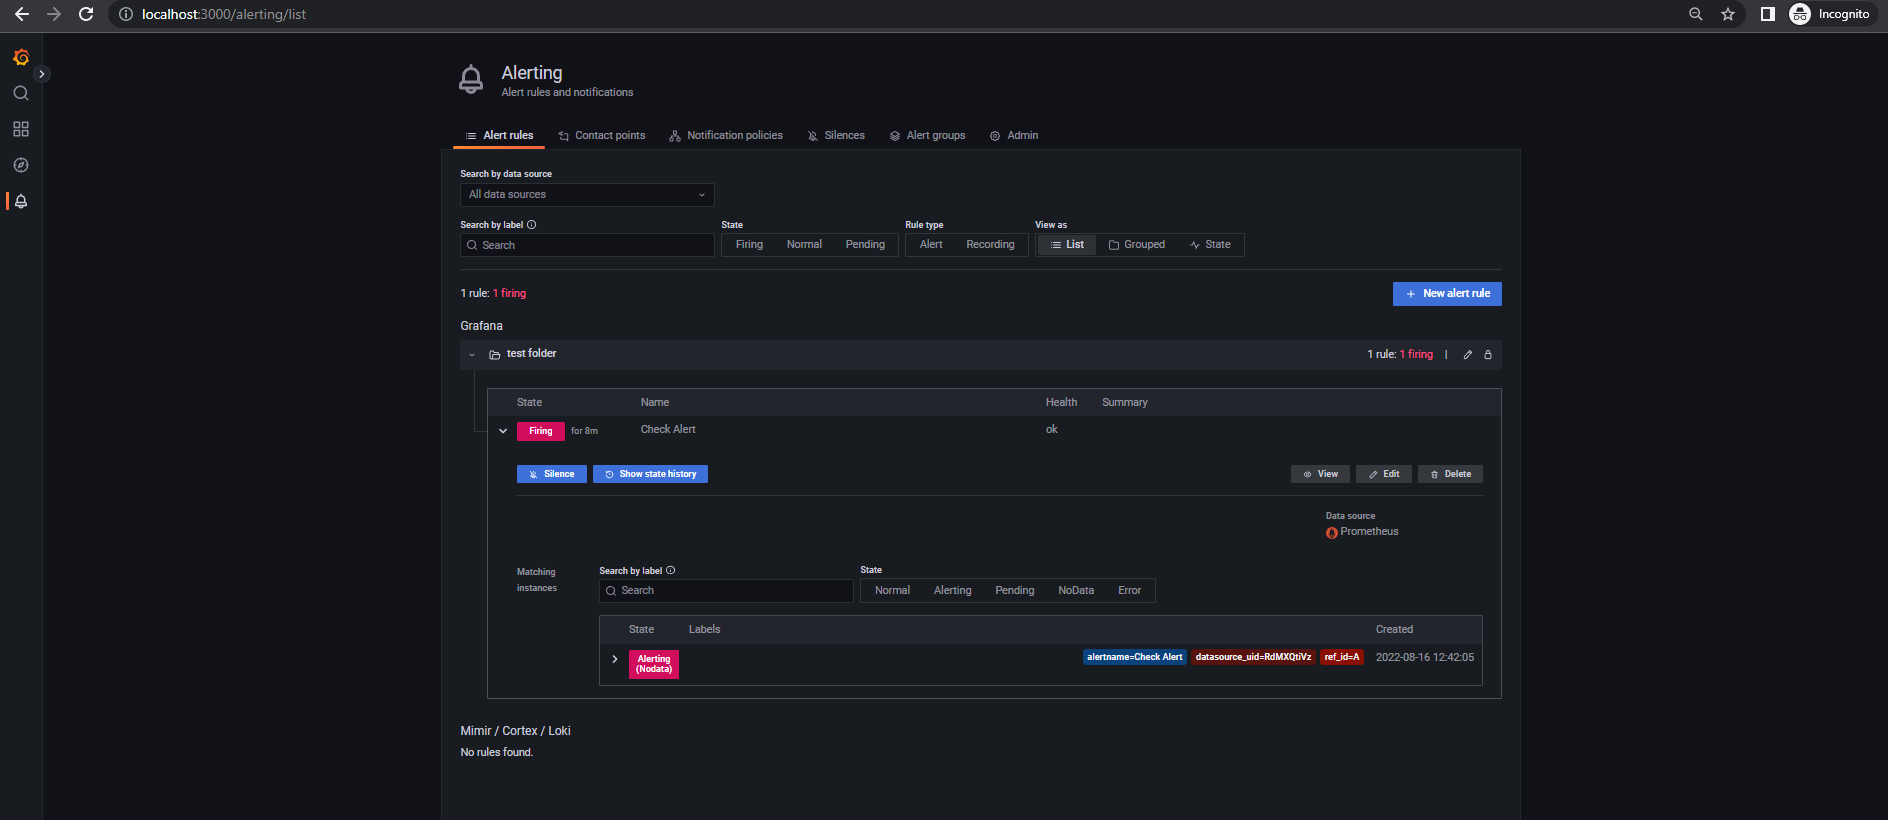 localhost:3000/alerting/list
Incognito
Alerting
Alert rules and notifications
Alert rules Contact points Notification policies Silences Alert groups Admin
Search by data source
All data sources
Search by label State Rule type View as
Search Firing Normal Pending Alert Recording List Grouped State
1 rule: 1 firing + New alert rule
Grafana
test folder 1 rule: 1 firing |
State Name Health Summary
Firing for 8m Check Alert ok
Silence Show state history View Edit Delete
Data source
Prometheus
Matching instances
Search by label State
Search Normal Alerting Pending NoData Error
State Labels Created
Alerting (Nodata) alertname=Check Alert datasource_uid=RdMXQtiVz ref_id=A 2022-08-16 12:42:05
Mimir / Cortex / Loki
No rules found.